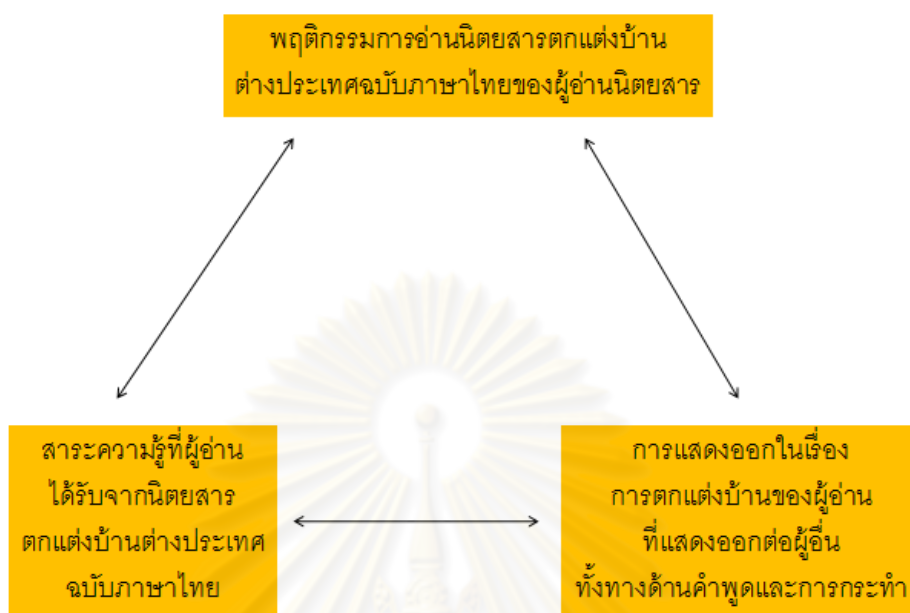 พฤติกรรมการอ่านนิตยสารตกแต่งบ้าน
ต่างประเทศฉบับภาษาไทยของผู้อ่านนิตยสาร
สาระความรู้ที่ผู้อ่าน
ได้รับจากนิตยสาร
ตกแต่งบ้านต่างประเทศ
ฉบับภาษาไทย
การแสดงออกในเรื่อง
การตกแต่งบ้านของผู้อ่าน
ที่แสดงออกต่อผู้อื่น
ทั้งทางด้านคำพูดและการกระทำ